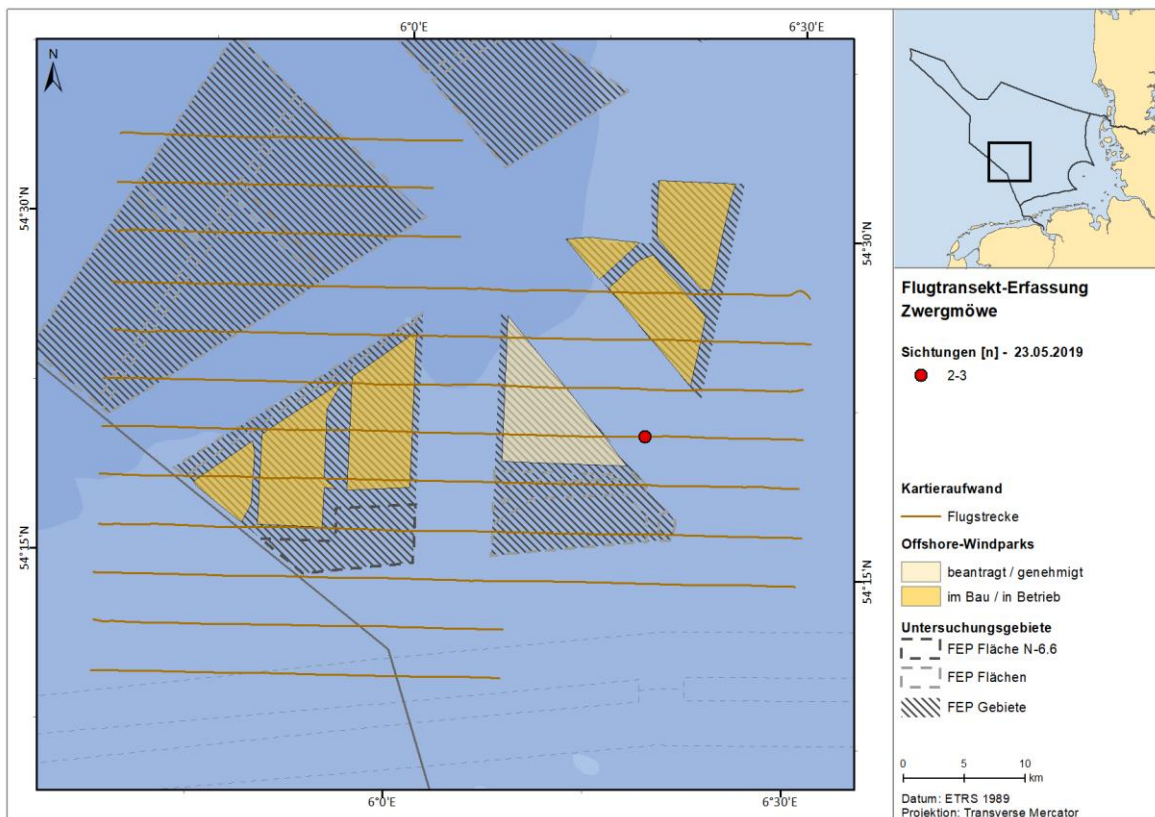 6°0'E
6°30'E
N
54°30'N
54°30'N
54°15'N
54°15'N
6°0'E
6°30'E
Flugtransekt-Erfassung
Zwergmöwe
Sichtungen [n] - 23.05.2019
2-3
Kartieraufwand
Flugstrecke
Offshore-Windparks
beantragt / genehmigt
im Bau / in Betrieb
Untersuchungsgebiete
FEP Fläche N-6.6
FEP Flächen
FEP Gebiete
0 5 10
km
Datum: ETRS 1989
Projektion: Transverse Mercator